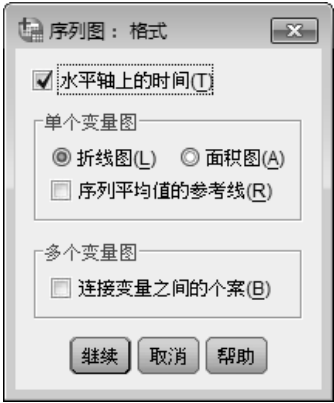 序列图：格式
水平轴上的时间(T)
单个变量图
折线图(L) 面积图(A)
序列平均值的参考线(R)
多个变量图
连接变量之间的个案(B)
继续 取消 帮助